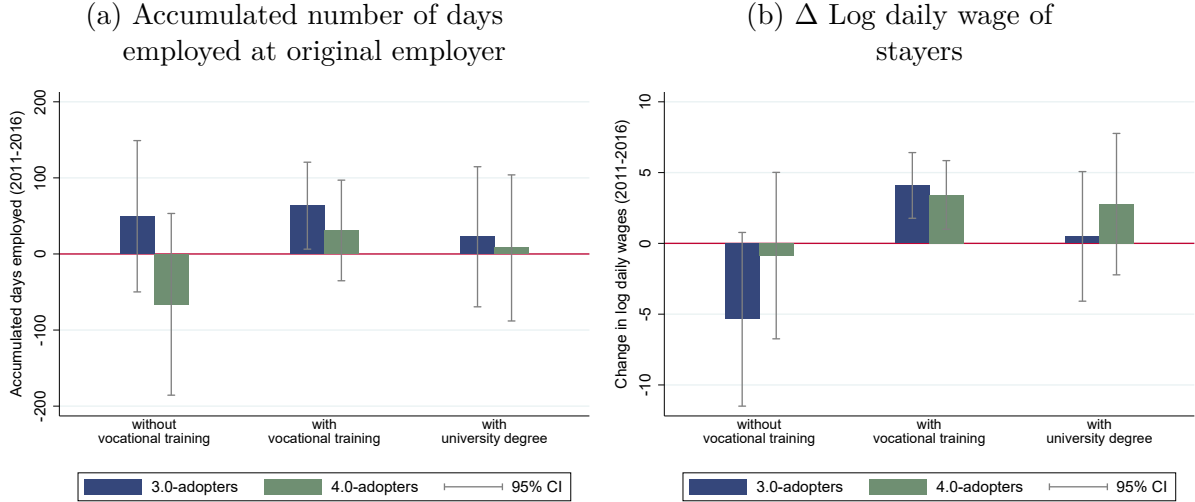 (a) Accumulated number of days
employed at original employer
200
100
0
-100
-200
Accumulated days employed (2011-2016)
without
vocational training
with
vocational training
with
university degree
3.0-adopters
4.0-adopters
95% CI
(b) Δ Log daily wage of
stayers
10
5
0
-5
-10
Change in log daily wages (2011-2016)
without
vocational training
with
vocational training
with
university degree
3.0-adopters
4.0-adopters
95% CI